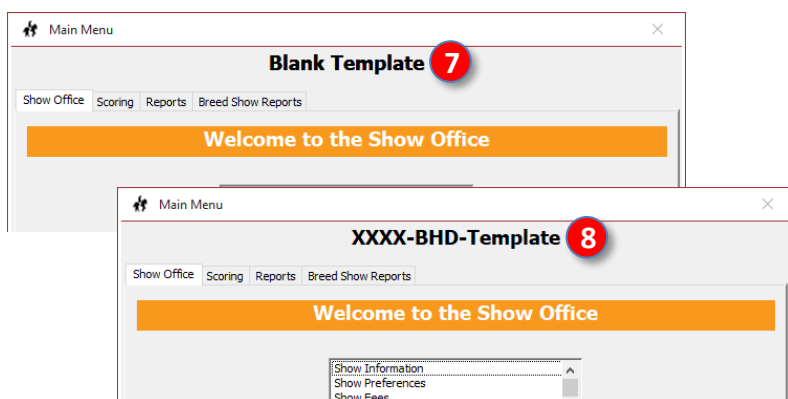 Main Menu
Blank Template 7
Show Office Scoring Reports Breed Show Reports
Welcome to the Show Office
Main Menu
XXXX-BHD-Template 8
Show Office Scoring Reports Breed Show Reports
Welcome to the Show Office
Show Information
Show Preferences
Show Fees